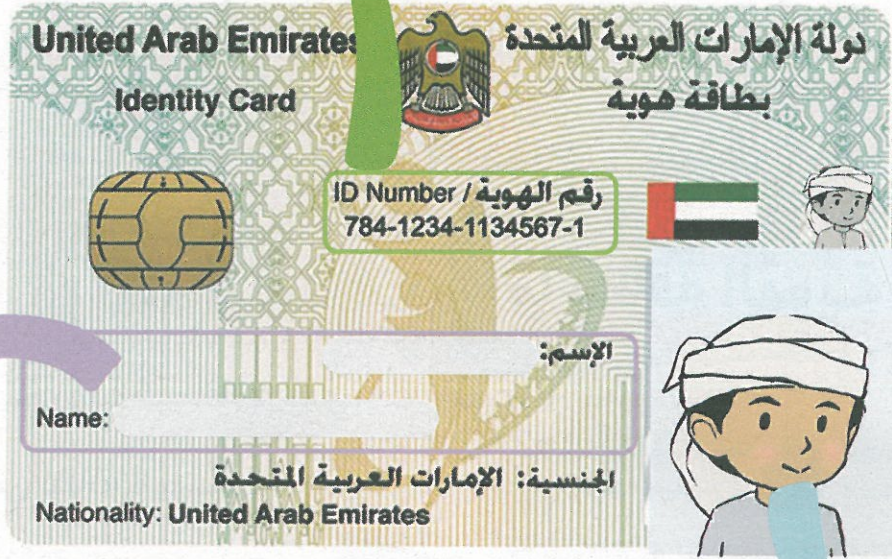 United Arab Emirates
دولة الإمارات العربية المتحدة
Identity Card
بطاقة هوية
ID Number / رقم الهوية
784-1234-1134567-1
الإسم:
Name:
الجنسية: الإمارات العربية المتحدة
Nationality: United Arab Emirates